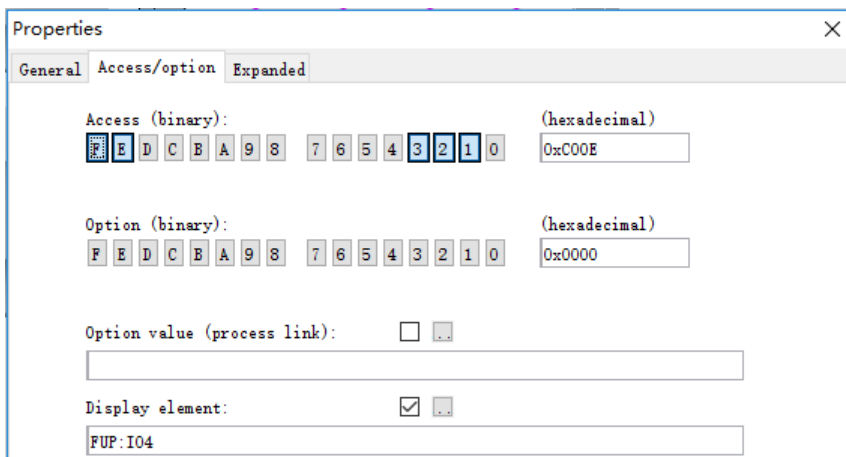 Properties
General Access/option Expanded
Access (binary): (hexadecimal)
F E D C B A 9 8 7 6 5 4 3 2 1 0 0xC00E
Option (binary): (hexadecimal)
F E D C B A 9 8 7 6 5 4 3 2 1 0 0x0000
Option value (process link): ..
Display element: ..
FUP:I04